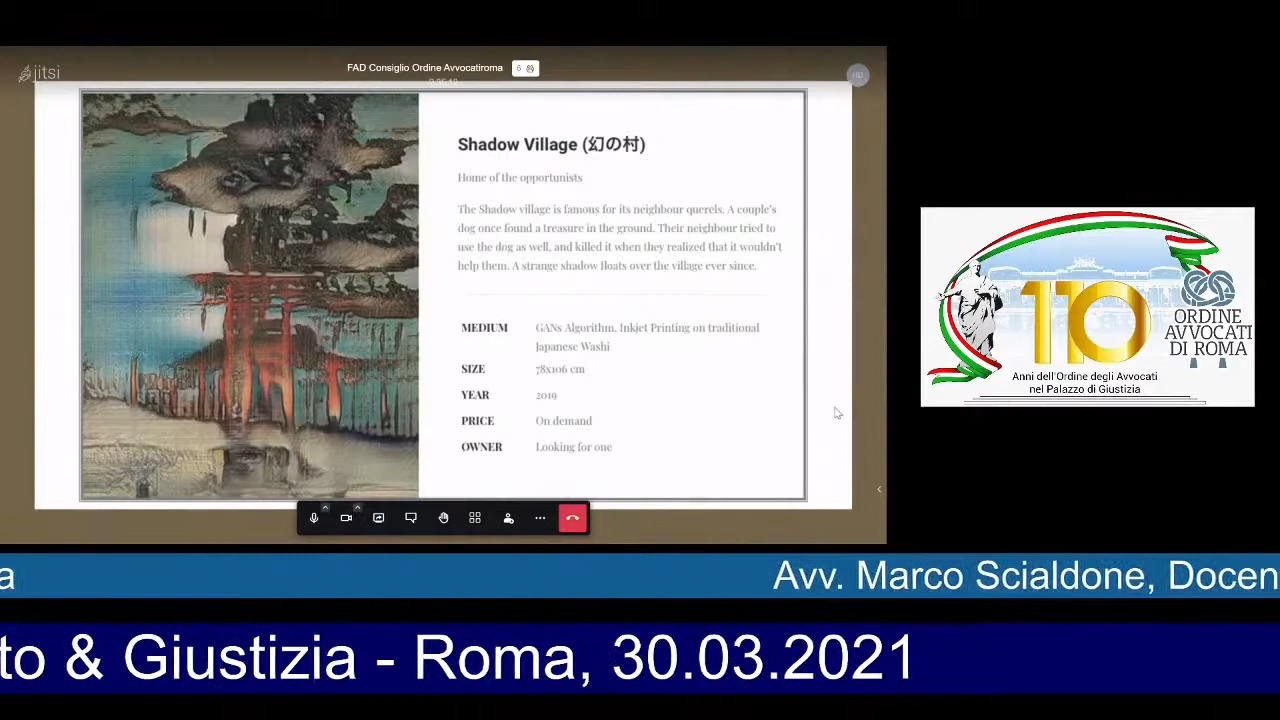 jitsi
FAD Consiglio Ordine Avvocatiroma
6
HD
Shadow Village (幻の村)
Home of the opportunists
The Shadow village is famous for its neighbour querels. A couple's
dog once found a treasure in the ground. Their neighbour tried to
use the dog as well, and killed it when they realized that it wouldn't
help them. A strange shadow floats over the village ever since.
MEDIUM GANs Algorithm, Inkjet Printing on traditional
Japanese Washi
SIZE 78x106 cm
YEAR 2019
PRICE On demand
OWNER Looking for one
110
Anni dell'Ordine degli Avvocati
nel Palazzo di Giustizia
ORDINE
AVVOCATI
DI ROMA
a Avv. Marco Scialdone, Docen
to & Giustizia - Roma, 30.03.2021